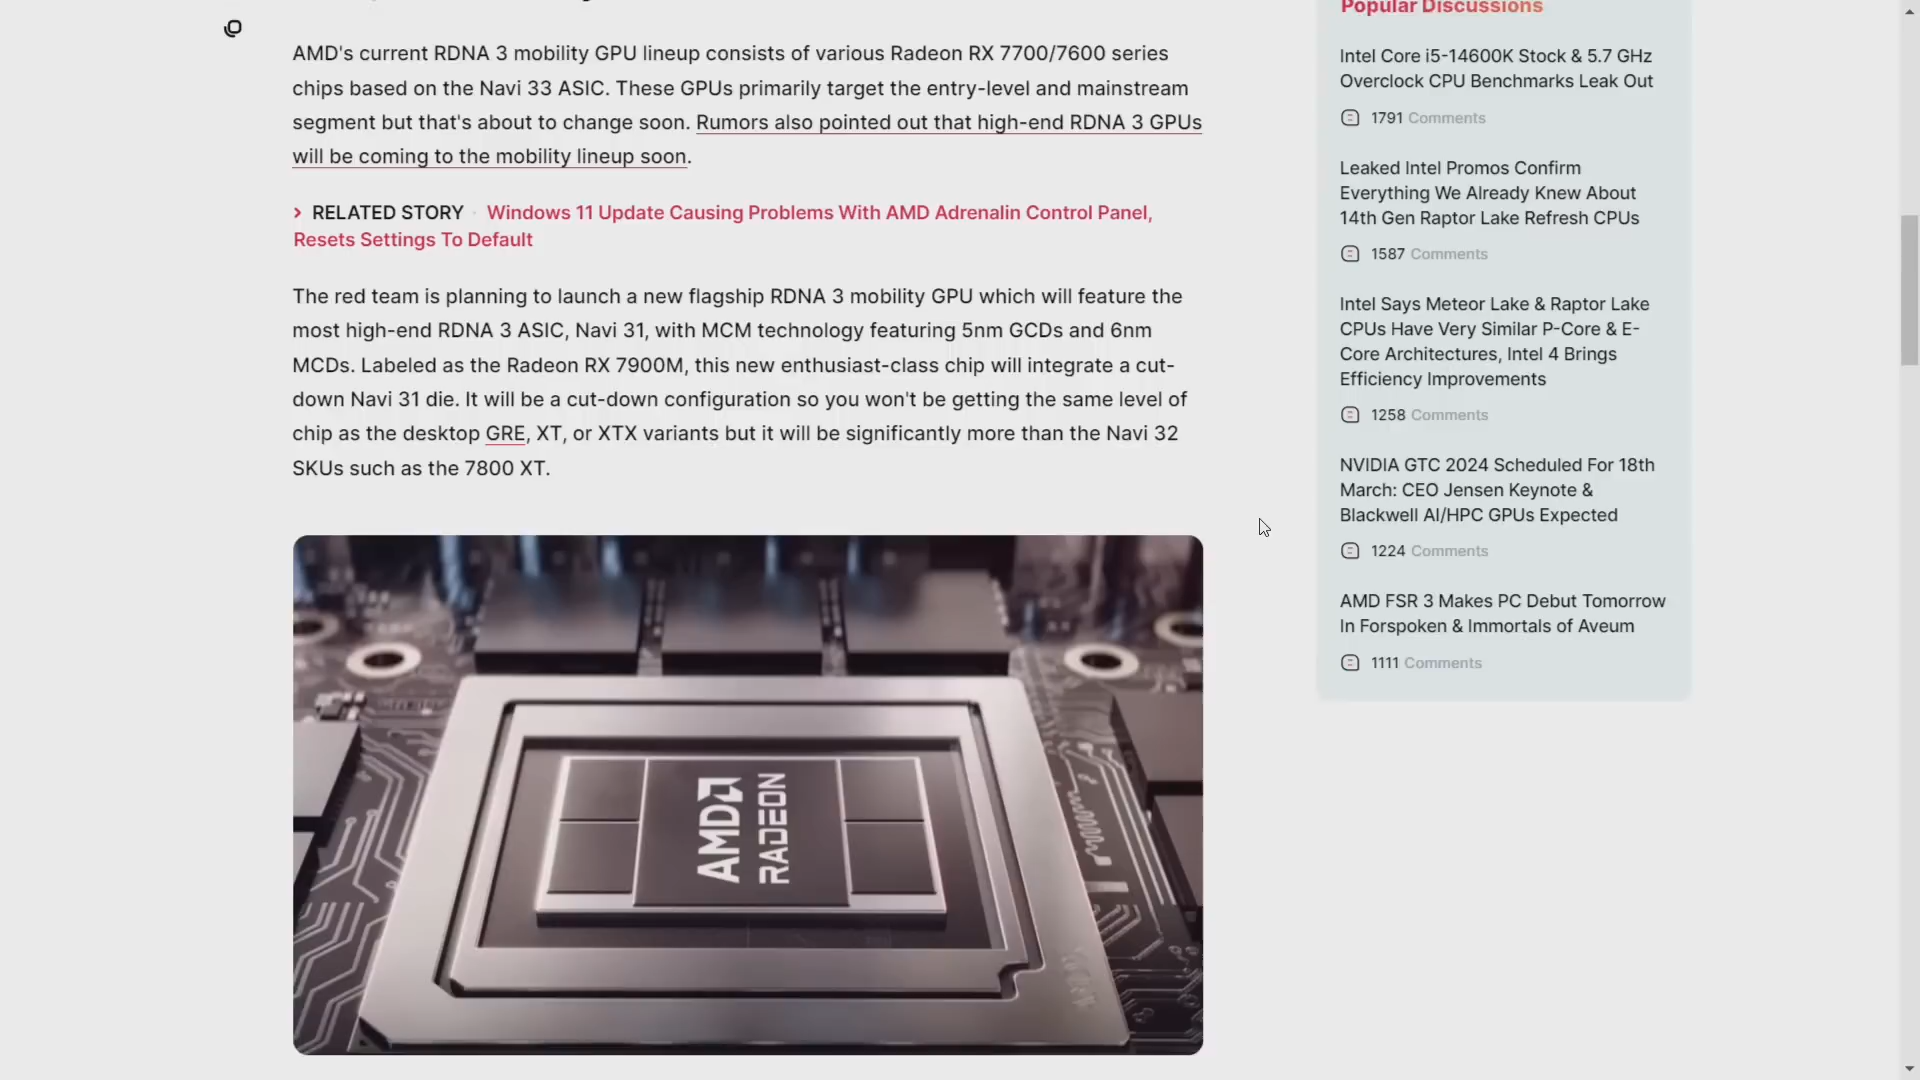 AMD's current RDNA 3 mobility GPU lineup consists of various Radeon RX 7700/7600 series
chips based on the Navi 33 ASIC. These GPUs primarily target the entry-level and mainstream
segment but that's about to change soon. Rumors also pointed out that high-end RDNA 3 GPUs
will be coming to the mobility lineup soon.
RELATED STORY · Windows 11 Update Causing Problems With AMD Adrenalin Control Panel,
Resets Settings To Default
The red team is planning to launch a new flagship RDNA 3 mobility GPU which will feature the
most high-end RDNA 3 ASIC, Navi 31, with MCM technology featuring 5nm GCDs and 6nm
MCDs. Labeled as the Radeon RX 7900M, this new enthusiast-class chip will integrate a cut-
down Navi 31 die. It will be a cut-down configuration so you won't be getting the same level of
chip as the desktop GRE, XT, or XTX variants but it will be significantly more than the Navi 32
SKUs such as the 7800 XT.
AMD
RADEON
Popular Discussions
Intel Core i5-14600K Stock & 5.7 GHz
Overclock CPU Benchmarks Leak Out
1791 Comments
Leaked Intel Promos Confirm
Everything We Already Knew About
14th Gen Raptor Lake Refresh CPUs
1587 Comments
Intel Says Meteor Lake & Raptor Lake
CPUs Have Very Similar P-Core & E-
Core Architectures, Intel 4 Brings
Efficiency Improvements
1258 Comments
NVIDIA GTC 2024 Scheduled For 18th
March: CEO Jensen Keynote &
Blackwell AI/HPC GPUs Expected
1224 Comments
AMD FSR 3 Makes PC Debut Tomorrow
In Forspoken & Immortals of Aveum
1111 Comments